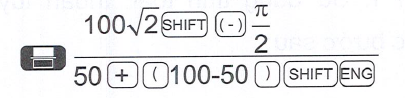 100√2 SHIFT (-) π/2
50 + ( 100-50 ) SHIFT ENG